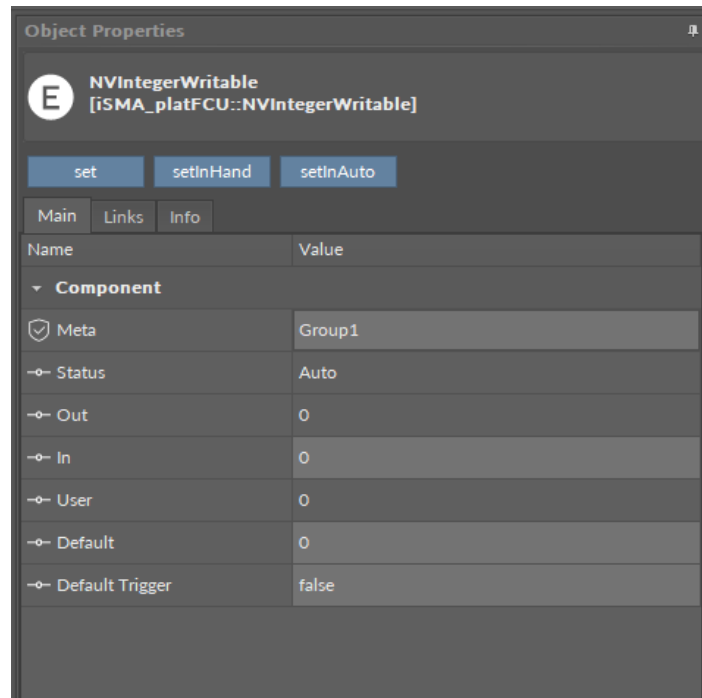 Object Properties
E
NVIntegerWritable
[iSMA_platFCU::NVIntegerWritable]
set setInHand setInAuto
Main Links Info
Name Value
Component
Meta Group1
Status Auto
Out 0
In 0
User 0
Default 0
Default Trigger false